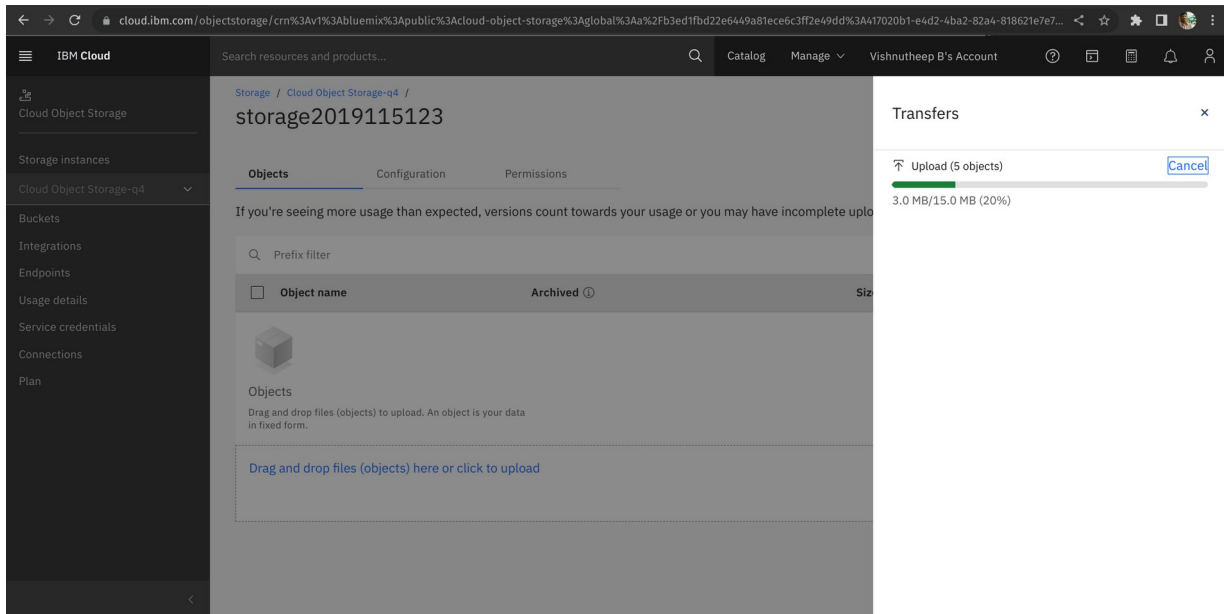 cloud.ibm.com/objectstorage/crn%3Av1%3Abluemix%3Apublic%3Acloud-object-storage%3Aglobal%3Aa%2Fb3ed1fbd22e6449a81ece6c3ff2e49dd%3A417020b1-e4d2-4ba2-82a4-818621e7e7...
IBM Cloud
Search resources and products...
Catalog
Manage
Vishnutheep B's Account
Cloud Object Storage
Storage instances
Cloud Object Storage-q4
Buckets
Integrations
Endpoints
Usage details
Service credentials
Connections
Plan
Storage / Cloud Object Storage-q4 /
storage2019115123
Objects
Configuration
Permissions
If you're seeing more usage than expected, versions count towards your usage or you may have incomplete uplo
Prefix filter
Object name
Archived
Siz
Objects
Drag and drop files (objects) to upload. An object is your data
in fixed form.
Drag and drop files (objects) here or click to upload
Transfers
Upload (5 objects)
Cancel
3.0 MB/15.0 MB (20%)